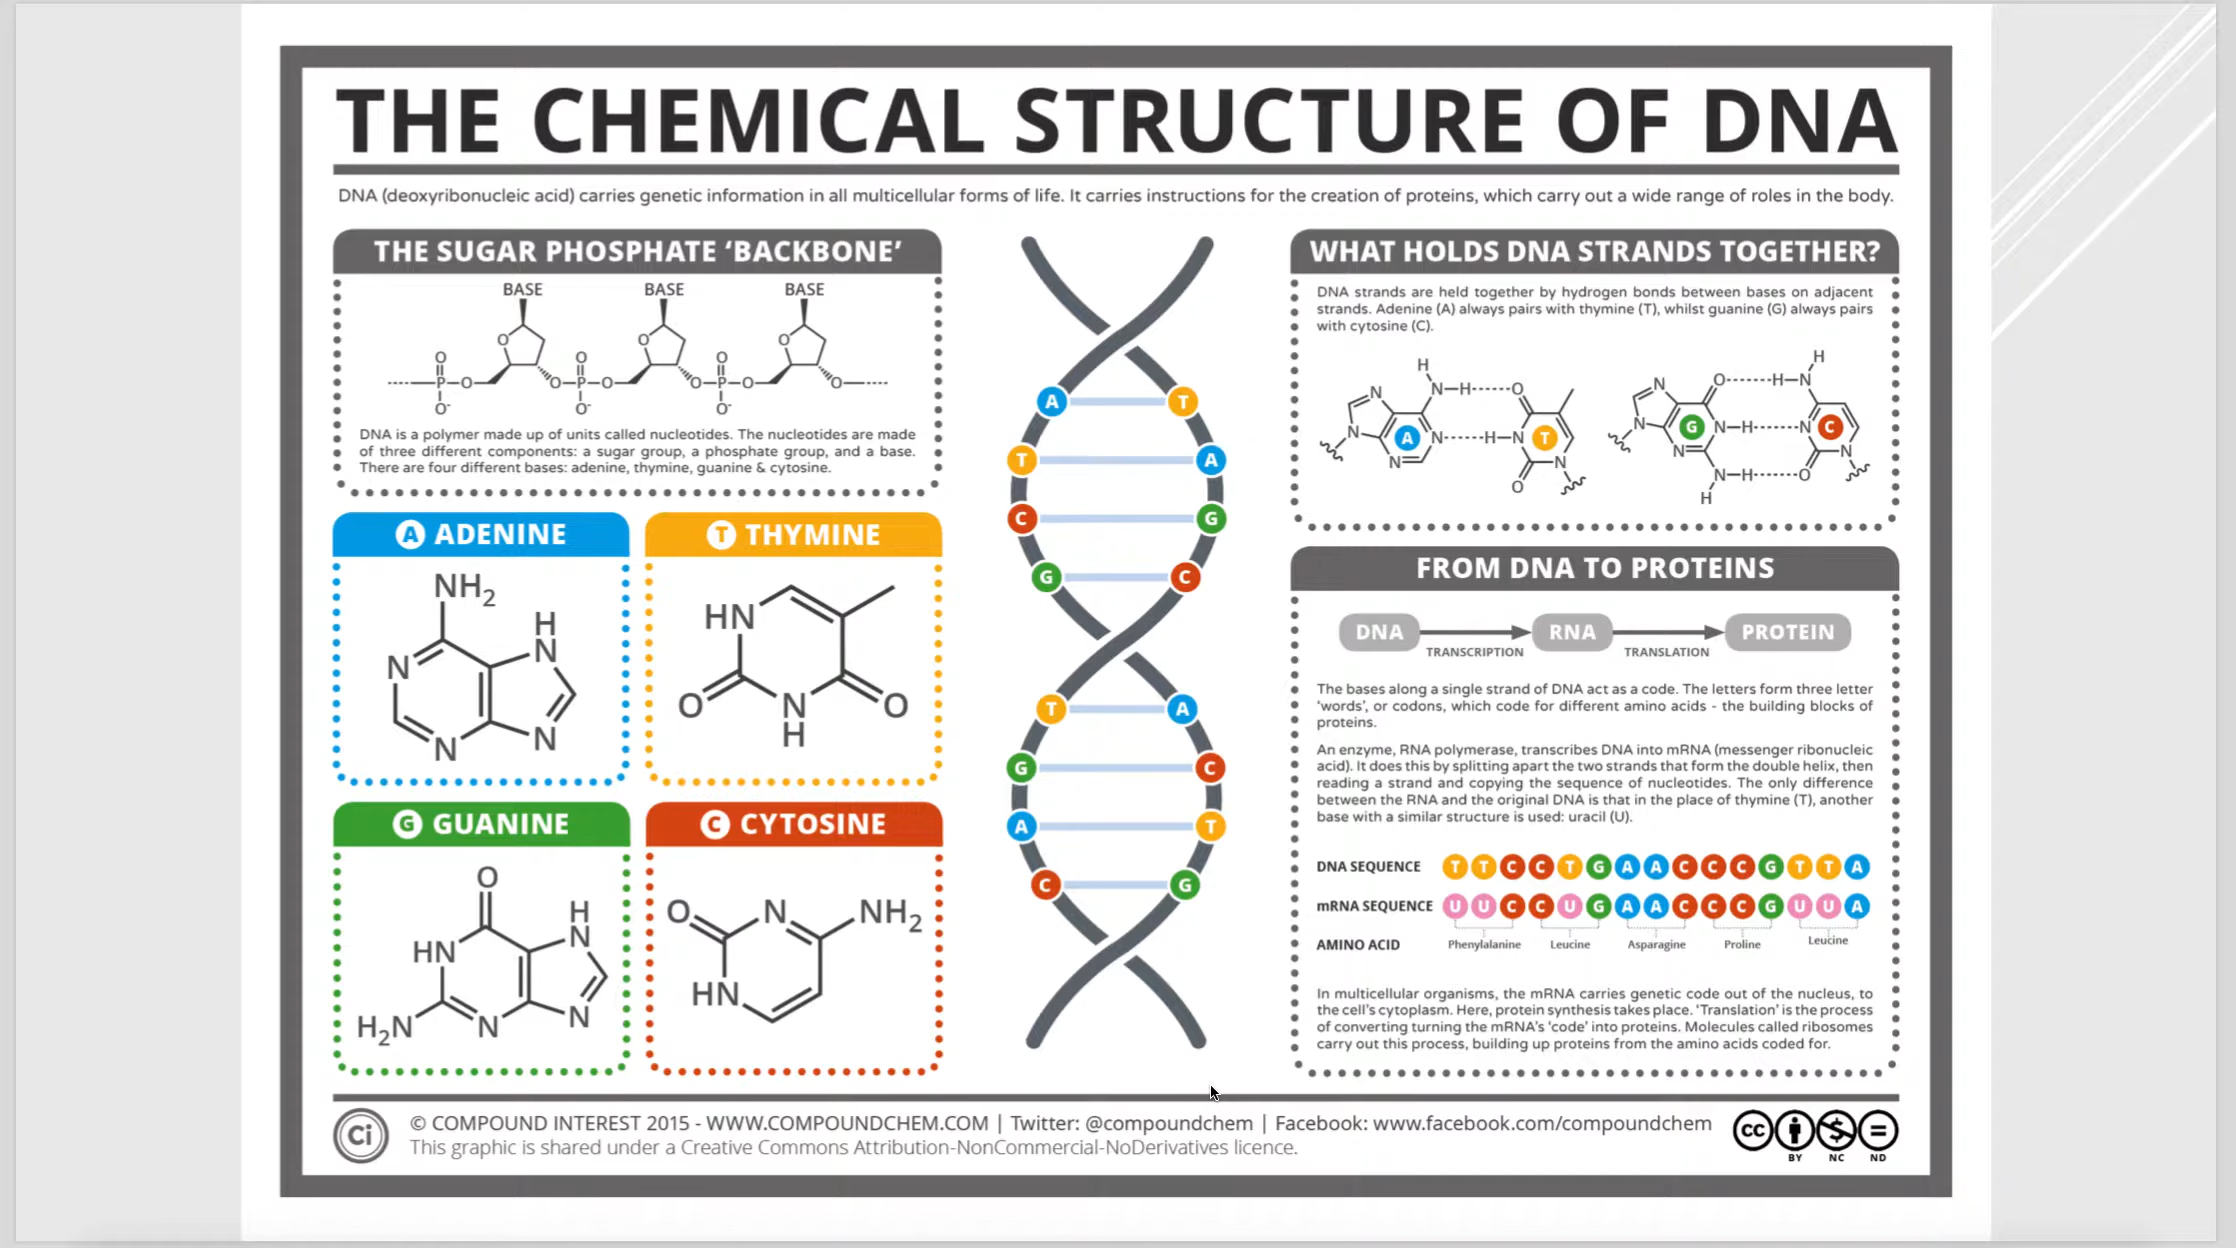 THE CHEMICAL STRUCTURE OF DNA
DNA (deoxyribonucleic acid) carries genetic information in all multicellular forms of life. It carries instructions for the creation of proteins, which carry out a wide range of roles in the body.
THE SUGAR PHOSPHATE ‘BACKBONE’
BASE BASE BASE
O O O
O O O
P O O P O O P O O
O- O- O-
DNA is a polymer made up of units called nucleotides. The nucleotides are made
of three different components: a sugar group, a phosphate group, and a base.
There are four different bases: adenine, thymine, guanine & cytosine.
A ADENINE
NH2
H
N
N
N
N
T THYMINE
HN
O
N
H
O
G GUANINE
O
H
N
HN
H2N
N
N
C CYTOSINE
O
N
NH2
HN
A T
T A
C G
G C
T A
G C
A T
C G
WHAT HOLDS DNA STRANDS TOGETHER?
DNA strands are held together by hydrogen bonds between bases on adjacent
strands. Adenine (A) always pairs with thymine (T), whilst guanine (G) always pairs
with cytosine (C).
H H
N N H O N O H N
N A N H N T G N H N C
N N O N N H O N
H
FROM DNA TO PROTEINS
DNA RNA PROTEIN
TRANSCRIPTION TRANSLATION
The bases along a single strand of DNA act as a code. The letters form three letter
‘words’, or codons, which code for different amino acids - the building blocks of
proteins.
An enzyme, RNA polymerase, transcribes DNA into mRNA (messenger ribonucleic
acid). It does this by splitting apart the two strands that form the double helix, then
reading a strand and copying the sequence of nucleotides. The only difference
between the RNA and the original DNA is that in the place of thymine (T), another
base with a similar structure is used: uracil (U).
DNA SEQUENCE T T C C T G A A C C C G T T A
mRNA SEQUENCE U U C C U G A A C C C G U U A
AMINO ACID Phenylalanine Leucine Asparagine Proline Leucine
In multicellular organisms, the mRNA carries genetic code out of the nucleus, to
the cell’s cytoplasm. Here, protein synthesis takes place. ‘Translation’ is the process
of converting turning the mRNA’s ‘code’ into proteins. Molecules called ribosomes
carry out this process, building up proteins from the amino acids coded for.
Ci
© COMPOUND INTEREST 2015 - WWW.COMPOUNDCHEM.COM | Twitter: @compoundchem | Facebook: www.facebook.com/compoundchem
This graphic is shared under a Creative Commons Attribution-NonCommercial-NoDerivatives licence.
cc
BY NC ND